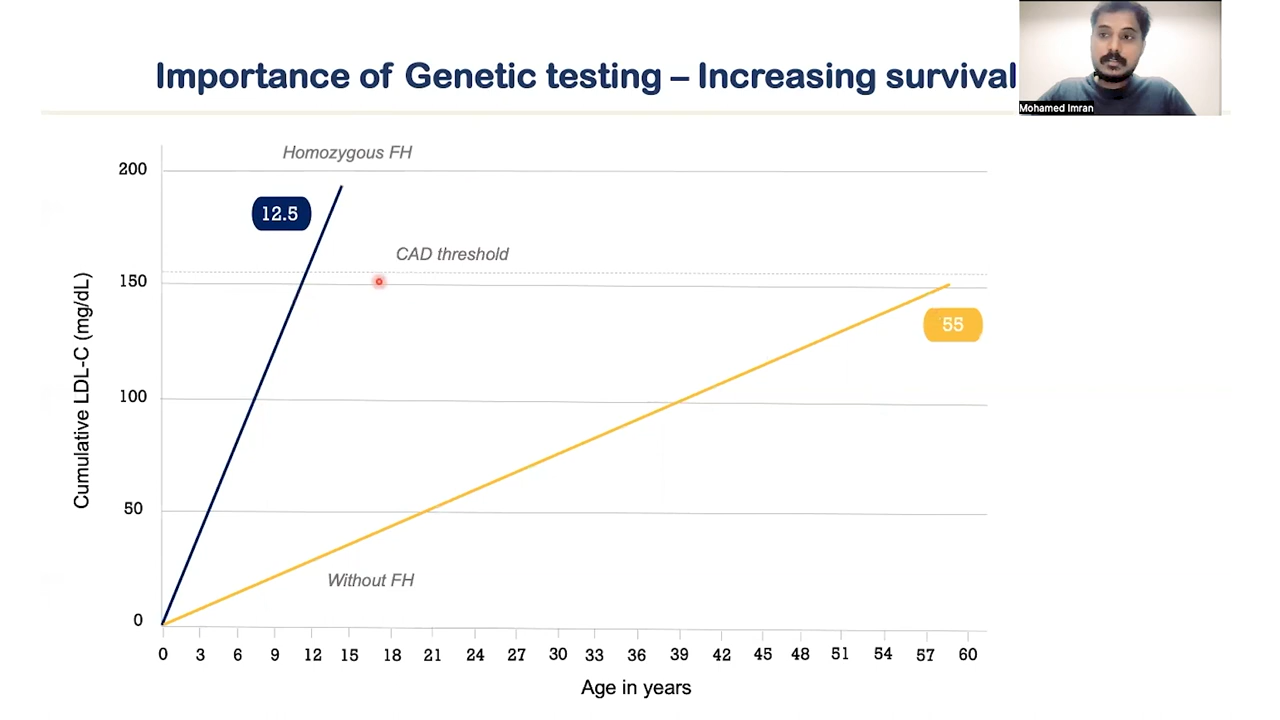 Importance of Genetic testing – Increasing survival
Mohamed Imran
Homozygous FH
200
12.5
CAD threshold
150
55
100
Cumulative LDL-C (mg/dL)
50
Without FH
0
0 3 6 9 12 15 18 21 24 27 30 33 36 39 42 45 48 51 54 57 60
Age in years